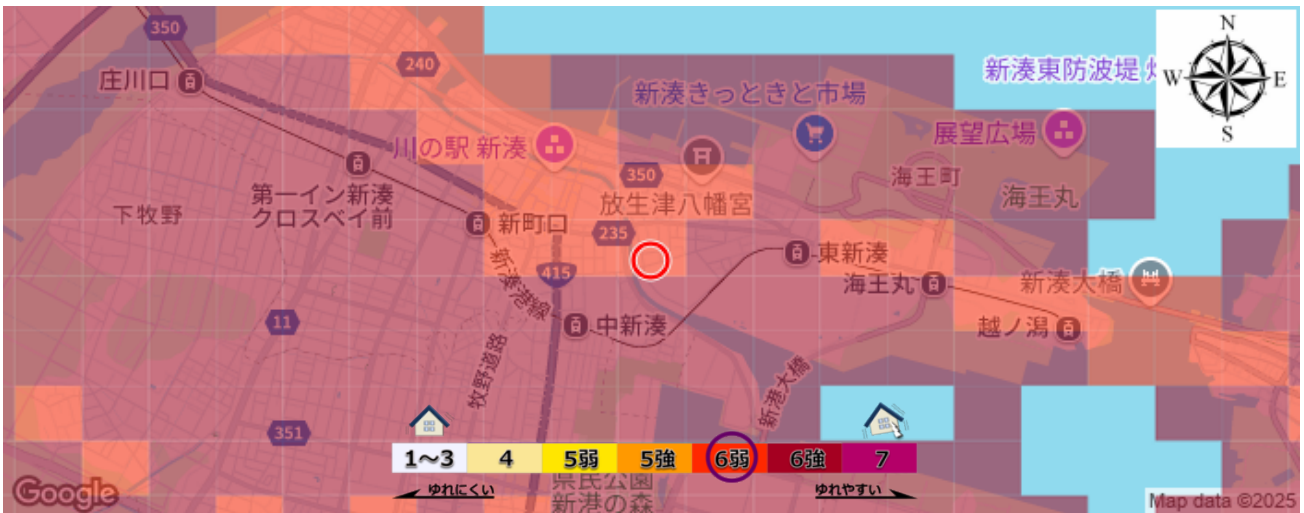 350
新湊東防波堤 灯
N
W E
S
240
庄川口
新湊きっときと市場
川の駅 新湊
展望広場
350
海王町
第一イン新湊
クロスベイ前
放生津八幡宮
海王丸
下牧野
新町口
235
東新湊
415
新湊港線
海王丸
新湊大橋
11
中新湊
越ノ潟
牧野道路
新港大橋
351
1～3 4 5弱 5強 6弱 6強 7
ゆれにくい ゆれやすい
県民公園
新港の森
Google
Map data ©2025